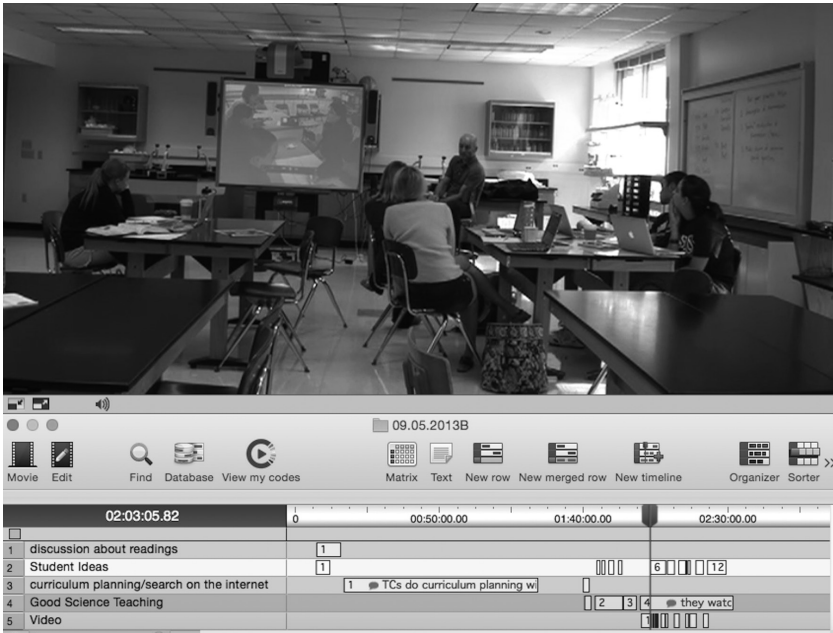 09.05.2013B
Movie Edit Find Database View my codes Matrix Text New row New merged row New timeline Organizer Sorter
02:03:05.82 0 00:50:00.00 01:40:00.00 02:30:00.00
1 discussion about readings 1
2 Student Ideas 1 6 12
3 curriculum planning/search on the internet 1 TCs do curriculum planning wi
4 Good Science Teaching 2 3 4 they watc
5 Video 1